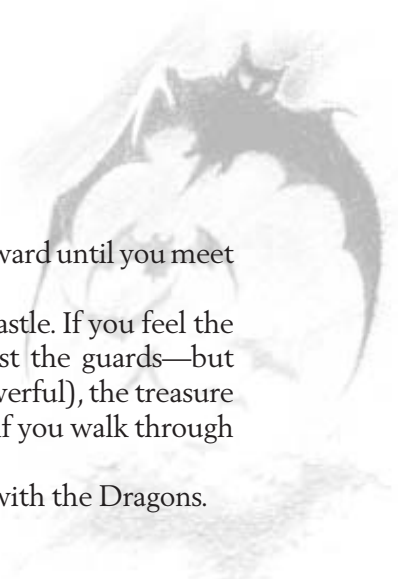 ward until you meet
astle. If you feel the
st the guards—but
verful), the treasure
if you walk through
with the Dragons.